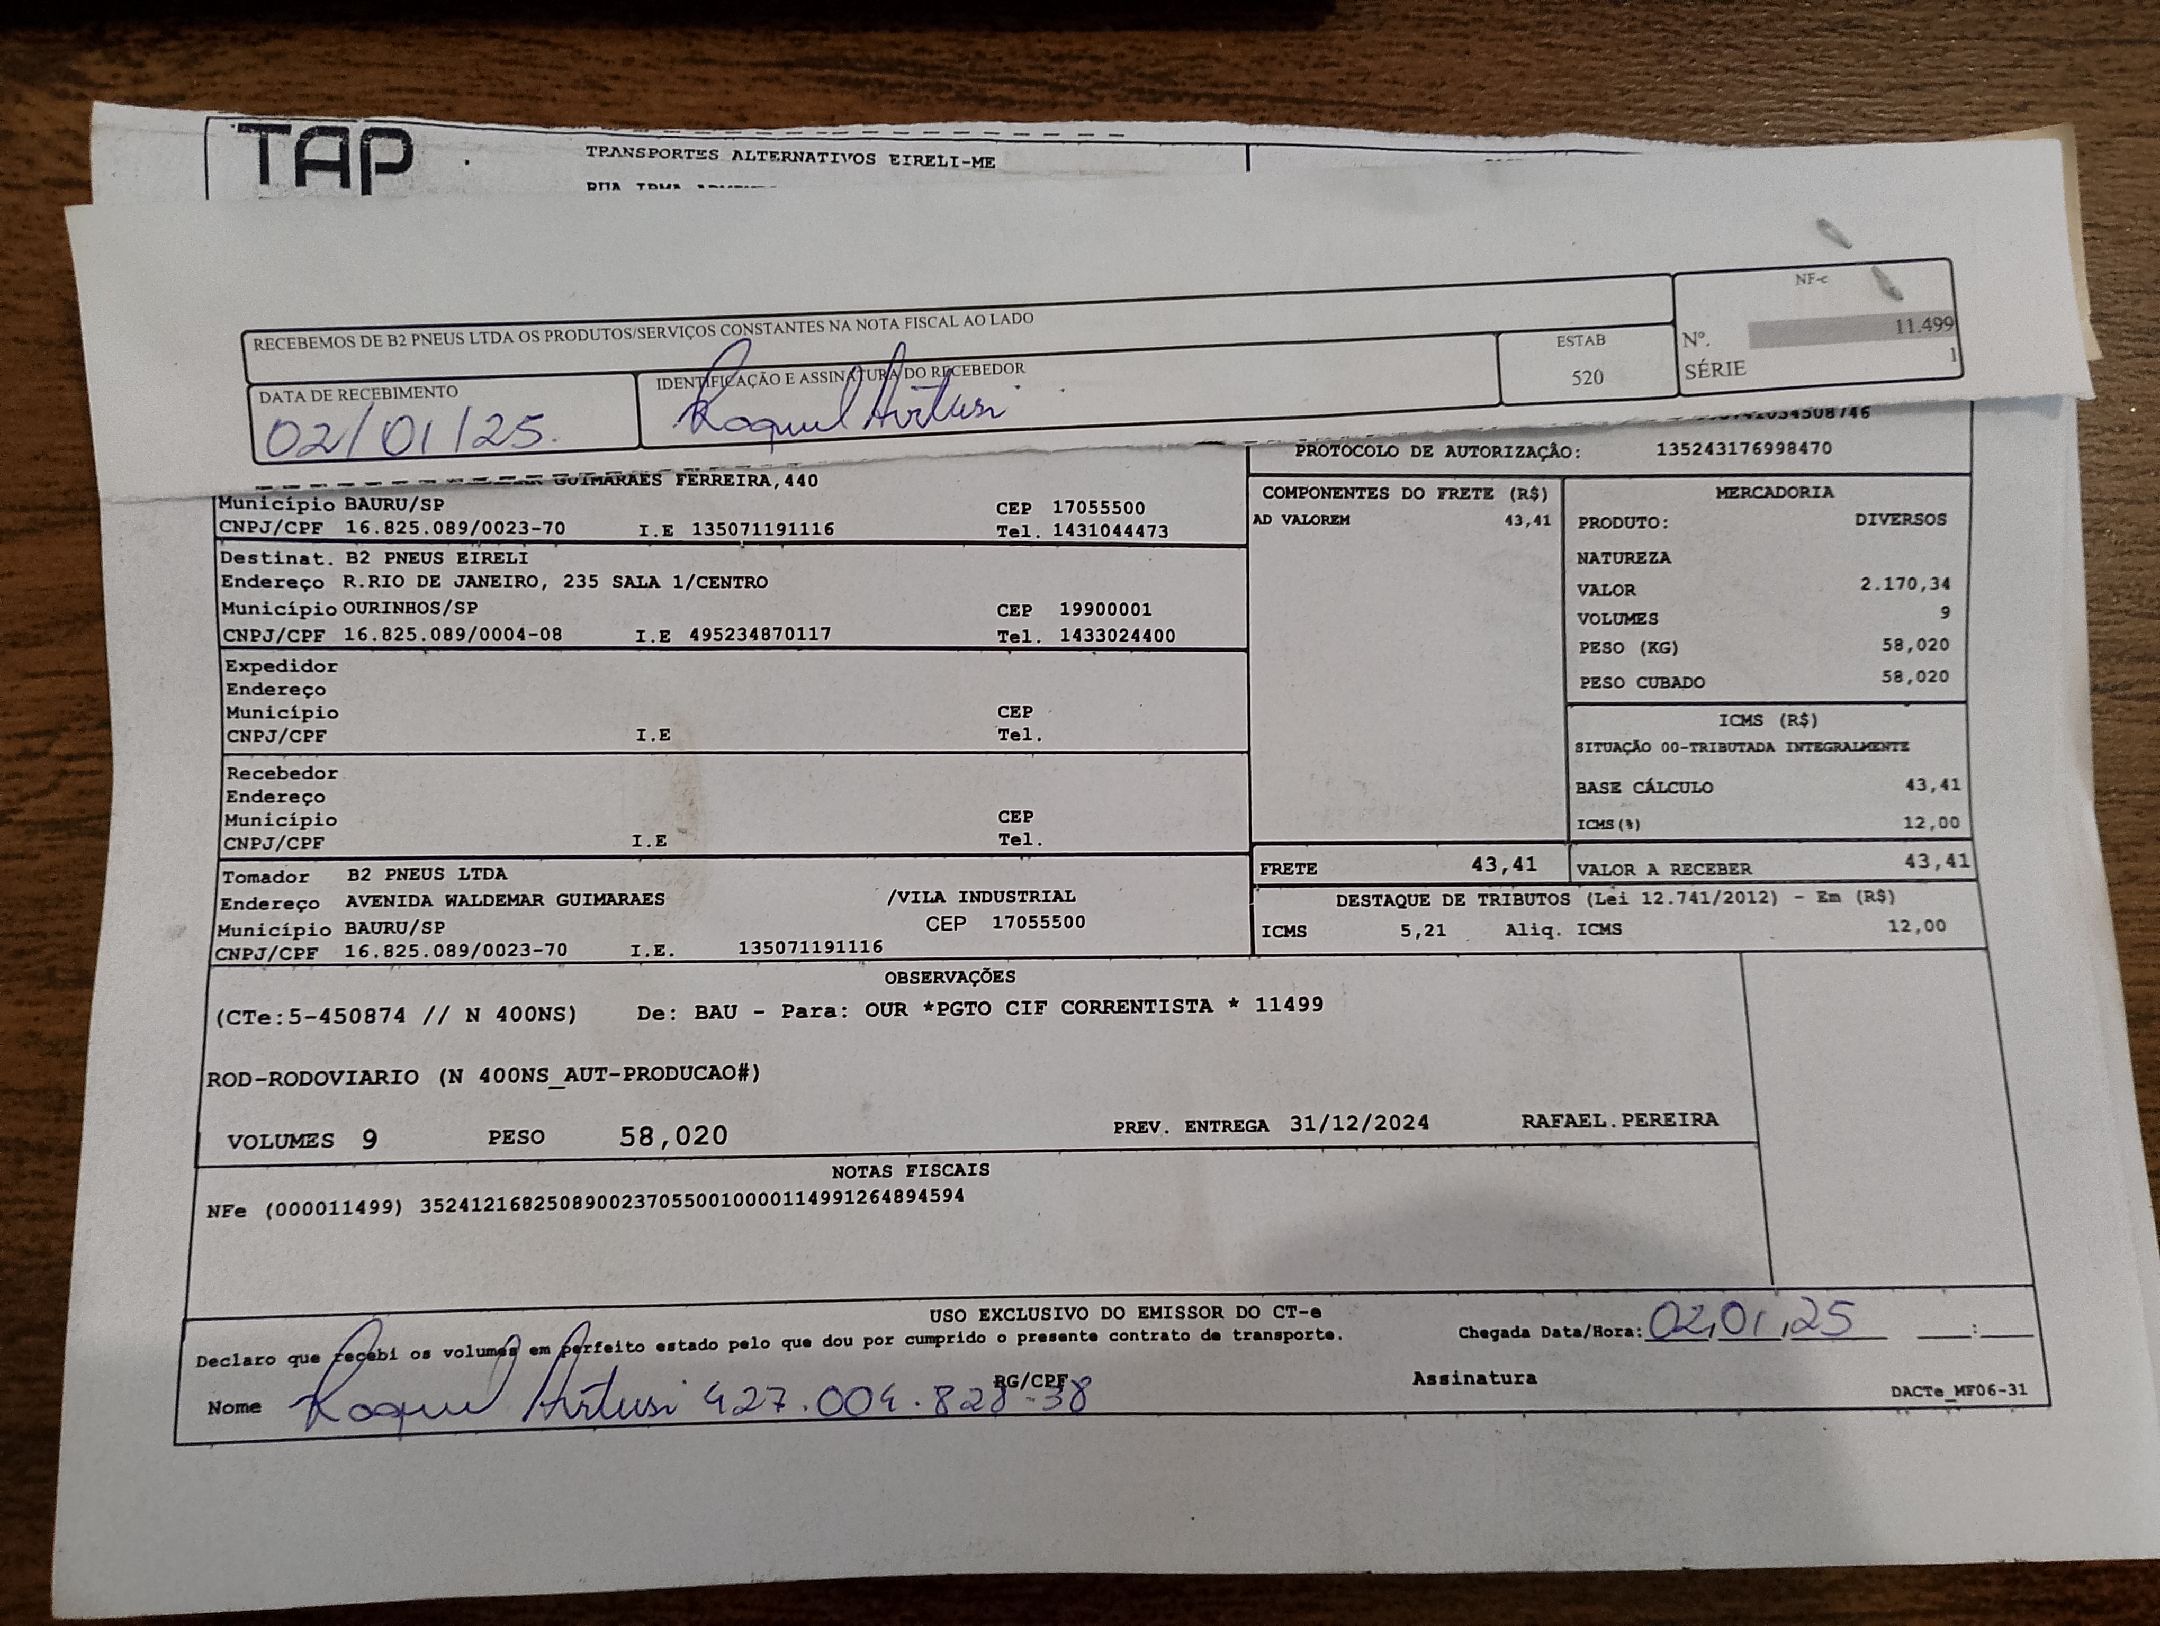 TAP
TRANSPORTES ALTERNATIVOS EIRELI-ME
RUA IRMA
RECEBEMOS DE B2 PNEUS LTDA OS PRODUTOS/SERVIÇOS CONSTANTES NA NOTA FISCAL AO LADO
NF-e
Nº. 11.499
SÉRIE 1
DATA DE RECEBIMENTO
02/01/25.
IDENTIFICAÇÃO E ASSINATURA DO RECEBEDOR
Raquel Artusi
ESTAB
520
PROTOCOLO DE AUTORIZAÇÃO: 135243176998470
GUIMARAES FERREIRA, 440
Município BAURU/SP CEP 17055500
CNPJ/CPF 16.825.089/0023-70 I.E 135071191116 Tel. 1431044473
Destinat. B2 PNEUS EIRELI
Endereço R.RIO DE JANEIRO, 235 SALA 1/CENTRO
Município OURINHOS/SP CEP 19900001
CNPJ/CPF 16.825.089/0004-08 I.E 495234870117 Tel. 1433024400
Expedidor
Endereço
Município CEP
CNPJ/CPF I.E Tel.
Recebedor
Endereço
Município CEP
CNPJ/CPF I.E Tel.
Tomador B2 PNEUS LTDA
Endereço AVENIDA WALDEMAR GUIMARAES /VILA INDUSTRIAL
Município BAURU/SP CEP 17055500
CNPJ/CPF 16.825.089/0023-70 I.E. 135071191116
COMPONENTES DO FRETE (R$)
AD VALOREM 43,41
MERCADORIA
PRODUTO: DIVERSOS
NATUREZA
VALOR 2.170,34
VOLUMES 9
PESO (KG) 58,020
PESO CUBADO 58,020
ICMS (R$)
SITUAÇÃO 00-TRIBUTADA INTEGRALMENTE
BASE CÁLCULO 43,41
ICMS(%) 12,00
FRETE 43,41
VALOR A RECEBER 43,41
DESTAQUE DE TRIBUTOS (Lei 12.741/2012) - Em (R$)
ICMS 5,21 Aliq. ICMS 12,00
OBSERVAÇÕES
(CTe:5-450874 // N 400NS) De: BAU - Para: OUR *PGTO CIF CORRENTISTA * 11499
ROD-RODOVIARIO (N 400NS_AUT-PRODUCAO#)
VOLUMES 9 PESO 58,020 PREV. ENTREGA 31/12/2024 RAFAEL.PEREIRA
NOTAS FISCAIS
NFe (000011499) 35241216825089002370550010000114991264894594
USO EXCLUSIVO DO EMISSOR DO CT-e
Declaro que recebi os volumes em perfeito estado pelo que dou por cumprido o presente contrato de transporte. Chegada Data/Hora: 02,01,25 __:__
Nome Raquel Artusi RG/CPF 427.004.828-38 Assinatura
DACTe_MF06-31